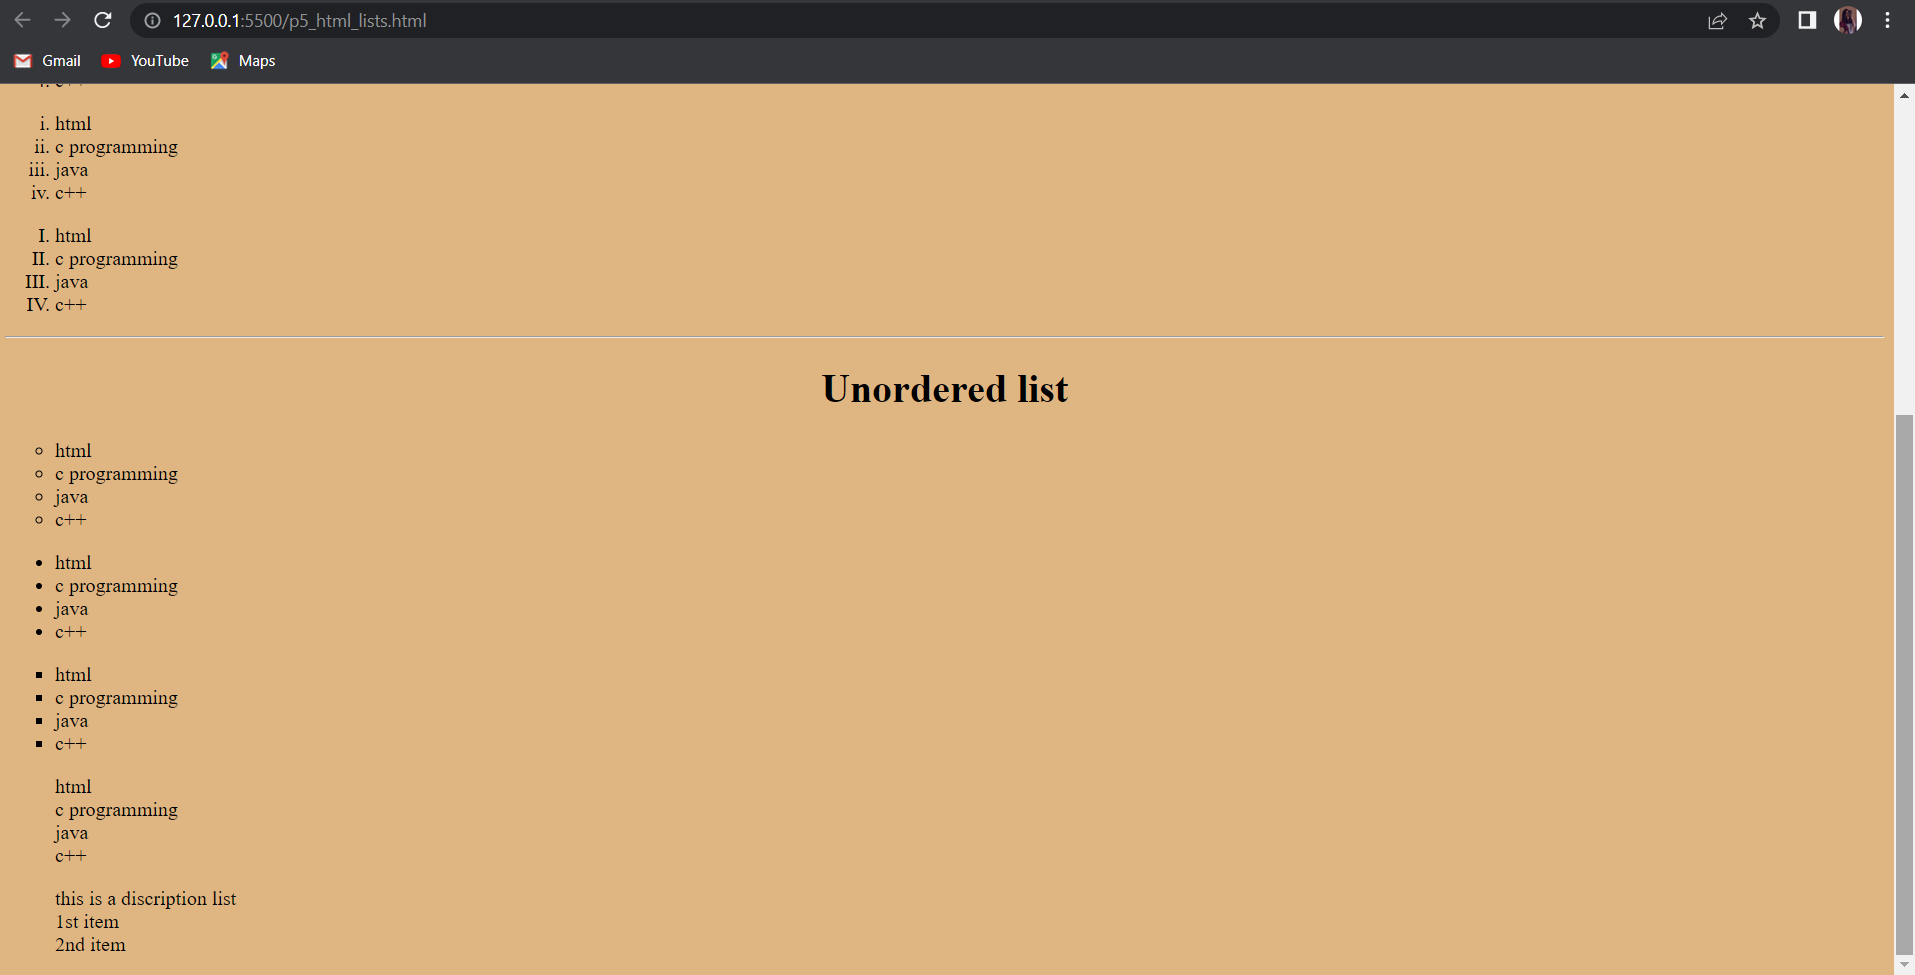 127.0.0.1:5500/p5_html_lists.html
Gmail YouTube Maps
i. html
ii. c programming
iii. java
iv. c++
I. html
II. c programming
III. java
IV. c++
Unordered list
html
c programming
java
c++
html
c programming
java
c++
html
c programming
java
c++
html
c programming
java
c++
this is a discription list
1st item
2nd item